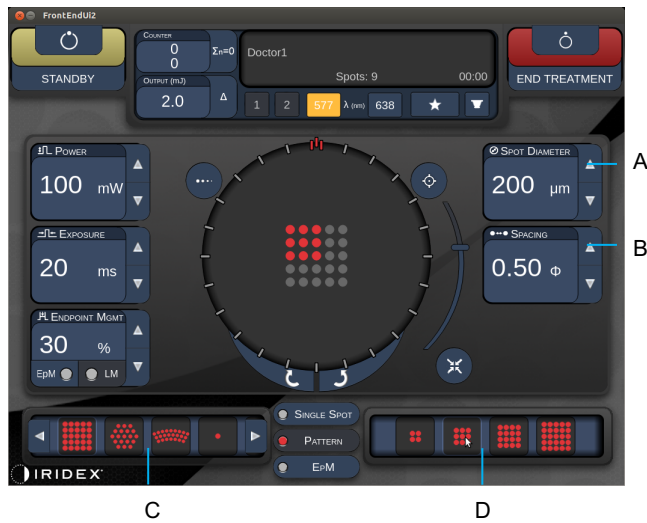 FrontEndUi2
STANDBY
COUNTER
0
0
Σn=0
OUTPUT (mJ)
2.0
Δ
Doctor1
Spots: 9 00:00
1 2 577 λ (nm) 638
END TREATMENT
POWER
100 mW
EXPOSURE
20 ms
ENDPOINT MGMT
30 %
EpM LM
SPOT DIAMETER
200 μm
SPACING
0.50 Φ
A
B
SINGLE SPOT
PATTERN
EPM
IRIDEX
C
D